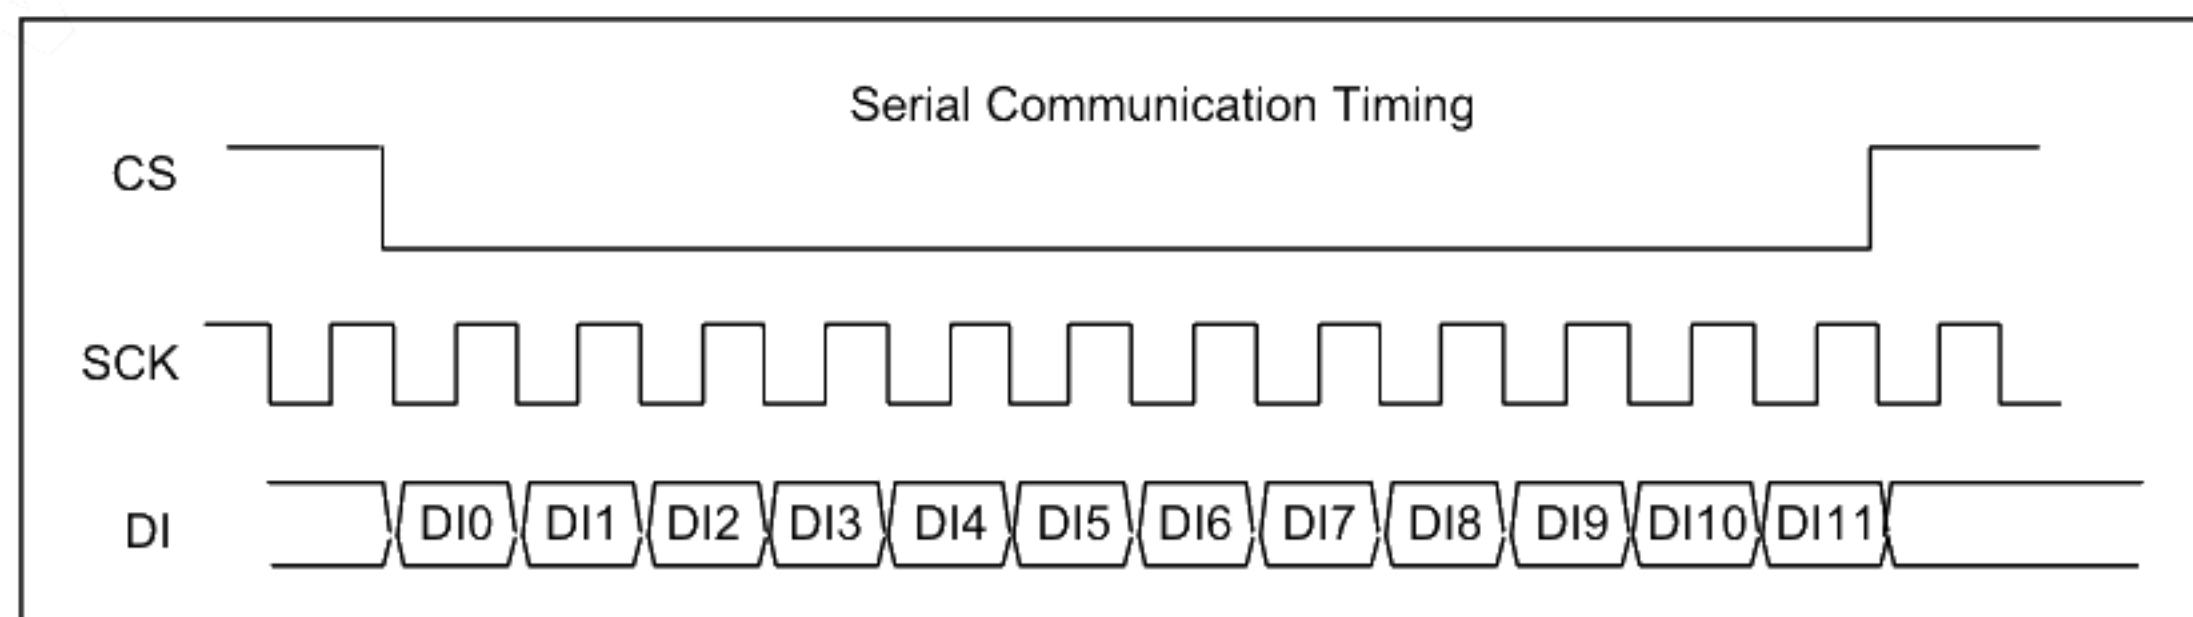 Serial Communication Timing
CS
SCK
DI DI0 DI1 DI2 DI3 DI4 DI5 DI6 DI7 DI8 DI9 DI10 DI11